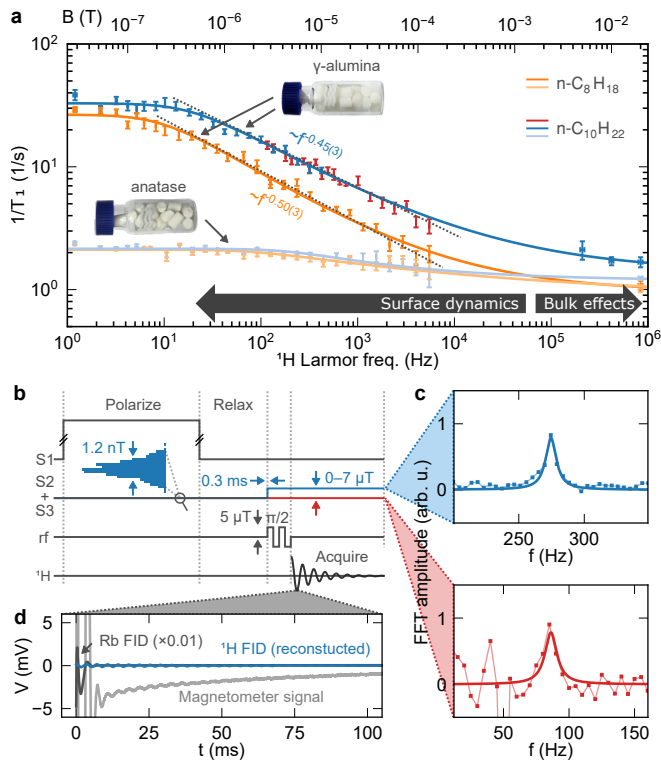 B (T)
10⁻⁷ 10⁻⁶ 10⁻⁵ 10⁻⁴ 10⁻³ 10⁻²
a
10²
10¹
10⁰
1/T₁ (1/s)
γ-alumina
n-C₈H₁₈
n-C₁₀H₂₂
~f⁻⁰·⁴⁵⁽³⁾
~f⁻⁰·⁵⁰⁽³⁾
anatase
Surface dynamics
Bulk effects
10⁰ 10¹ 10² 10³ 10⁴ 10⁵ 10⁶
¹H Larmor freq. (Hz)
b
Polarize
Relax
1.2 nT
S1
S2
+
S3
0.3 ms
0–7 μT
5 μT
π/2
rf
Acquire
¹H
c
1
0
250 300
f (Hz)
FFT amplitude (arb. u.)
1
0
50 100 150
f (Hz)
d
Rb FID (×0.01)
¹H FID (reconstucted)
Magnetometer signal
V (mV)
5
0
−5
0 25 50 75 100
t (ms)